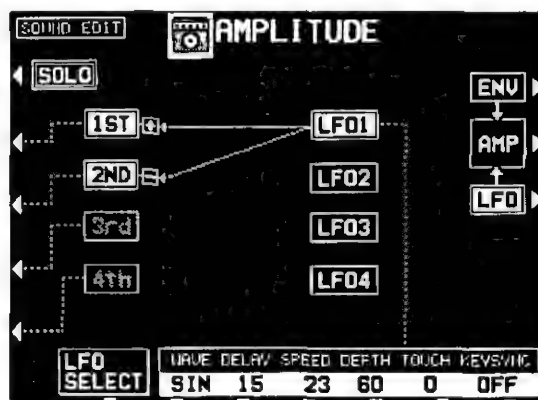 SOUND EDIT
AMPLITUDE
SOLO
ENV
1ST + LFO1
AMP
2ND - LFO2
LFO
3rd LFO3
4th LFO4
LFO SELECT
WAVE DELAY SPEED DEPTH TOUCH KEYSYNC
SIN 15 23 60 0 OFF